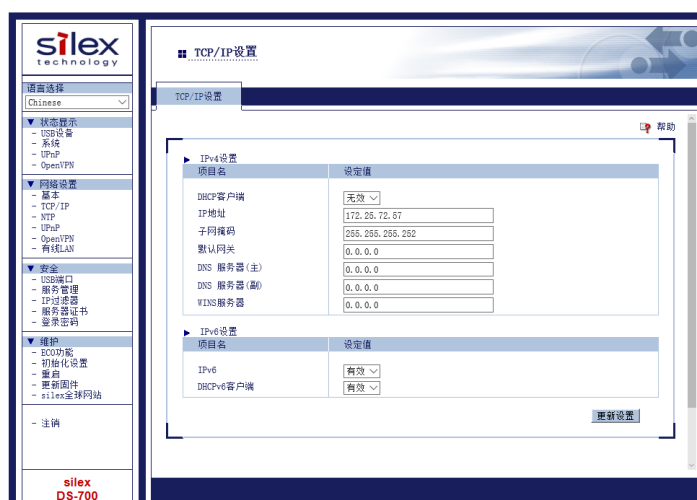 silex
technology
语言选择
Chinese
▼ 状态显示
- USB设备
- 系统
- UPnP
- OpenVPN
▼ 网络设置
- 基本
- TCP/IP
- NTP
- UPnP
- OpenVPN
- 有线LAN
▼ 安全
- USB端口
- 服务管理
- IP过滤器
- 服务器证书
- 登录密码
▼ 维护
- ECO功能
- 初始化设置
- 重启
- 更新固件
- silex全球网站
- 注销
silex
DS-700
TCP/IP设置
TCP/IP设置
帮助
IPv4设置
项目名 设定值
DHCP客户端 无效
IP地址 172.25.72.57
子网掩码 255.255.255.252
默认网关 0.0.0.0
DNS 服务器(主) 0.0.0.0
DNS 服务器(副) 0.0.0.0
WINS服务器 0.0.0.0
IPv6设置
项目名 设定值
IPv6 有效
DHCPv6客户端 有效
更新设置